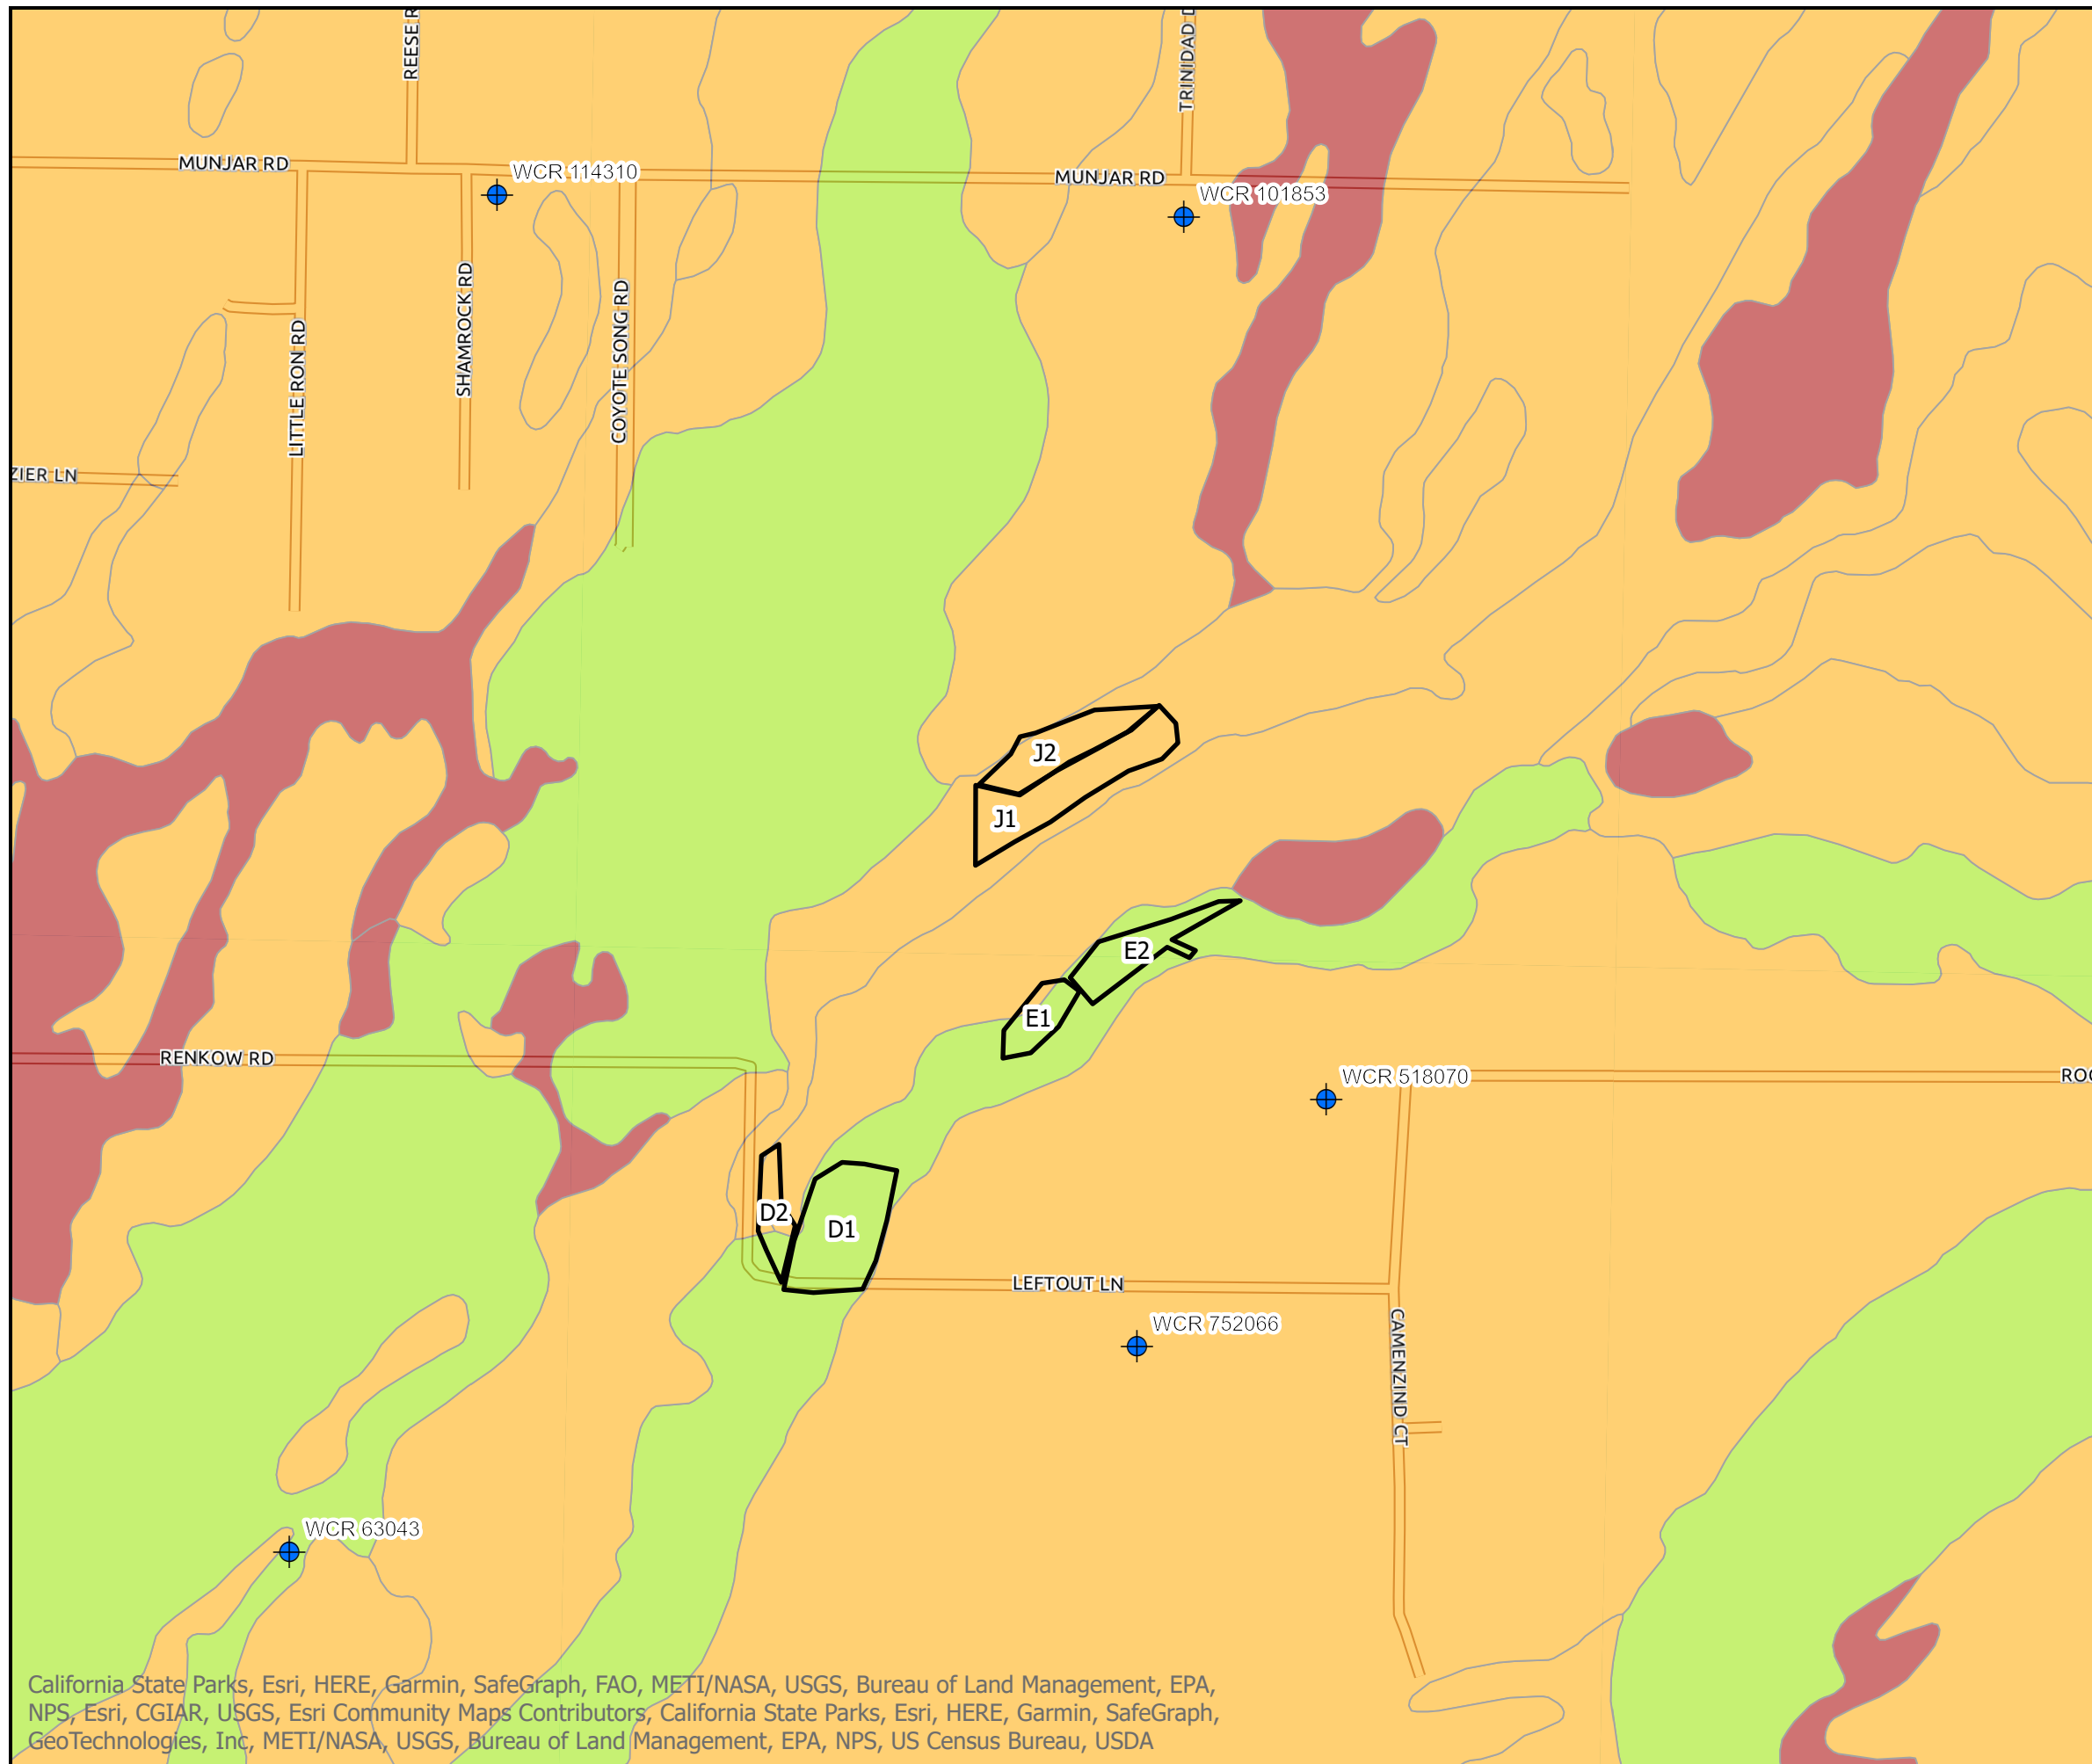 REESE R
TRINIDAD D
MUNJAR RD
WCR 114310
MUNJAR RD
WCR 101853
LITTLE RON RD
SHAMROCK RD
COYOTE SONG RD
ZIER LN
J2
J1
E2
E1
RENKOW RD
WCR 518070
ROC
D2
D1
LEFTOUT LN
WCR 752066
CAMENZIND CT
WCR 63043
California State Parks, Esri, HERE, Garmin, SafeGraph, FAO, METI/NASA, USGS, Bureau of Land Management, EPA,
NPS, Esri, CGIAR, USGS, Esri Community Maps Contributors, California State Parks, Esri, HERE, Garmin, SafeGraph,
GeoTechnologies, Inc, METI/NASA, USGS, Bureau of Land Management, EPA, NPS, US Census Bureau, USDA